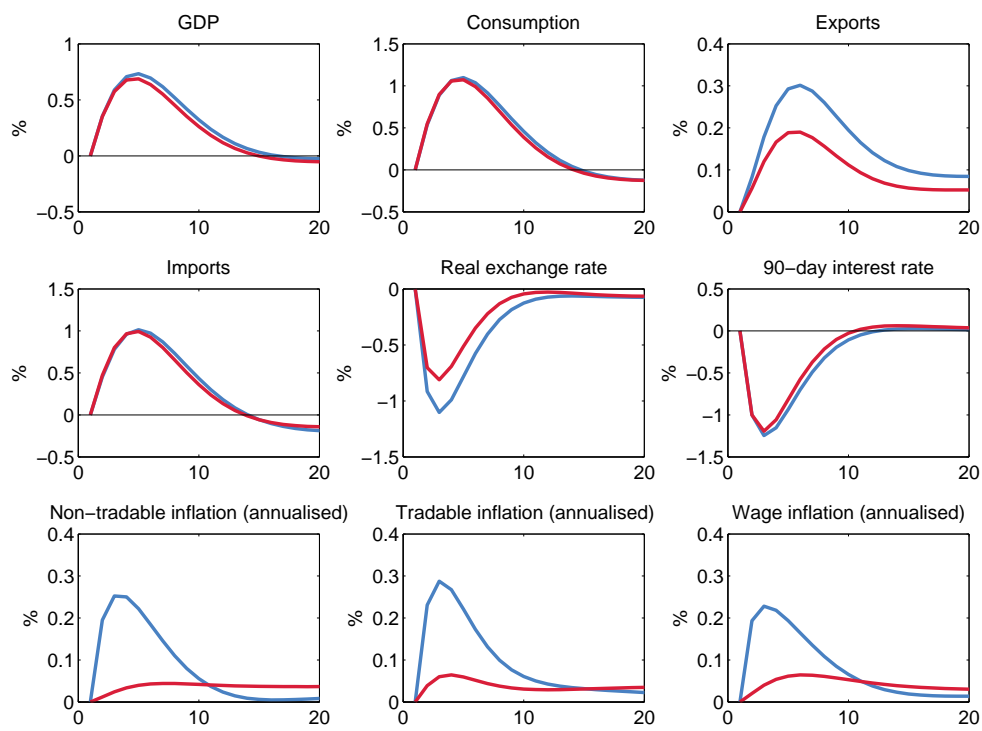 GDP
Consumption
Exports
1
0.5
0
−0.5
%
0 10 20
1.5
1
0.5
0
−0.5
%
0 10 20
0.4
0.3
0.2
0.1
0
%
0 10 20
Imports
Real exchange rate
90−day interest rate
1.5
1
0.5
0
−0.5
%
0 10 20
0
−0.5
−1
−1.5
%
0 10 20
0.5
0
−0.5
−1
−1.5
%
0 10 20
Non−tradable inflation (annualised)
Tradable inflation (annualised)
Wage inflation (annualised)
0.4
0.3
0.2
0.1
0
%
0 10 20
0.4
0.3
0.2
0.1
0
%
0 10 20
0.4
0.3
0.2
0.1
0
%
0 10 20